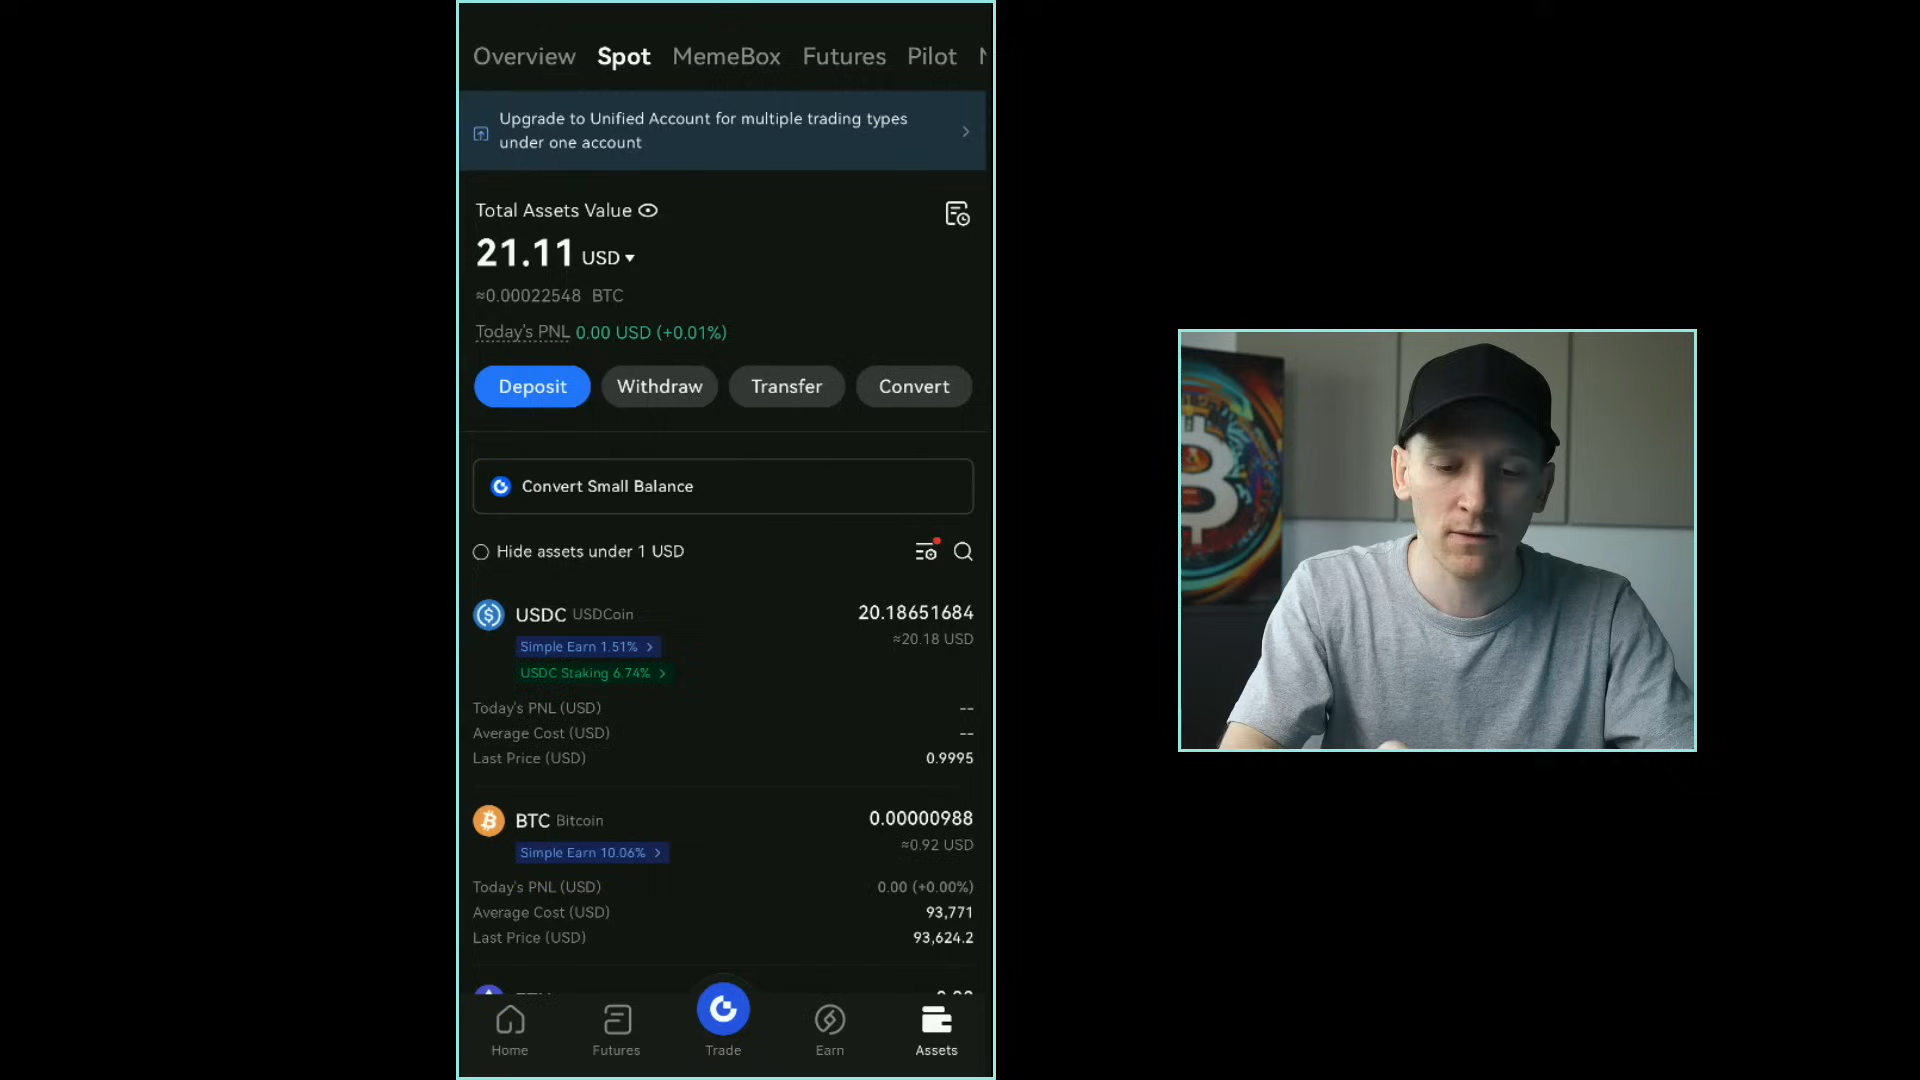 Overview Spot MemeBox Futures Pilot
Upgrade to Unified Account for multiple trading types
under one account
Total Assets Value
21.11 USD
≈0.00022548 BTC
Today's PNL 0.00 USD (+0.01%)
Deposit Withdraw Transfer Convert
Convert Small Balance
Hide assets under 1 USD
USDC USDCoin 20.18651684
≈20.18 USD
Simple Earn 1.51% >
USDC Staking 6.74% >
Today's PNL (USD) --
Average Cost (USD) --
Last Price (USD) 0.9995
BTC Bitcoin 0.00000988
≈0.92 USD
Simple Earn 10.06% >
Today's PNL (USD) 0.00 (+0.00%)
Average Cost (USD) 93,771
Last Price (USD) 93,624.2
Home Futures Trade Earn Assets